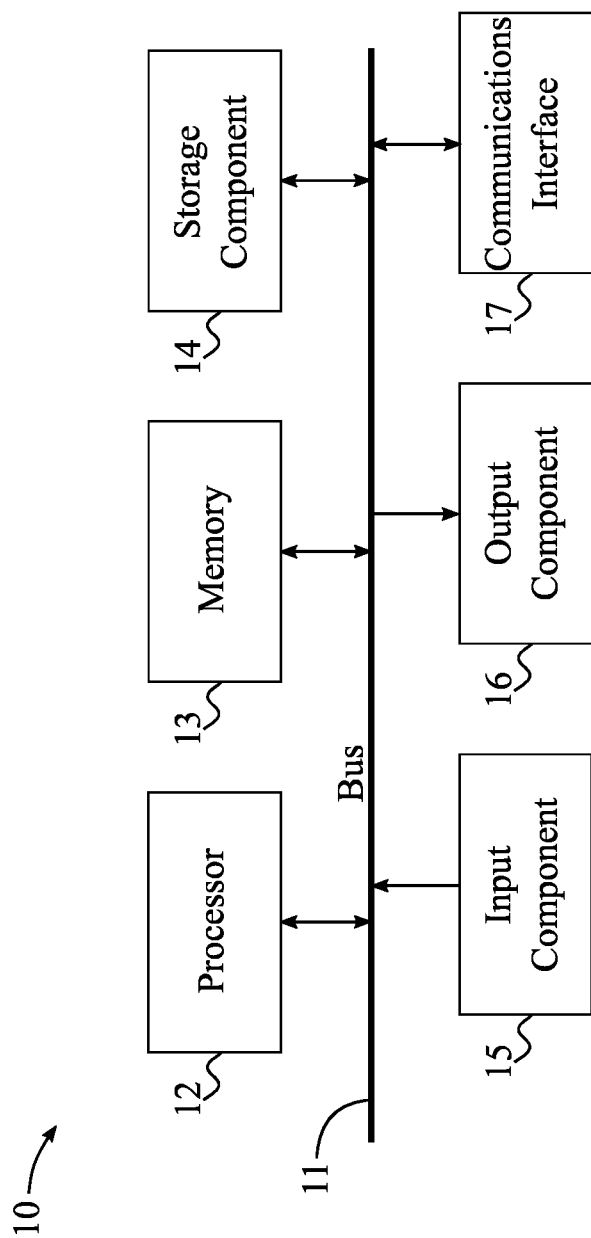 10
12
Processor
13
Memory
14
Storage
Component
11
Bus
15
Input
Component
16
Output
Component
17
Communications
Interface